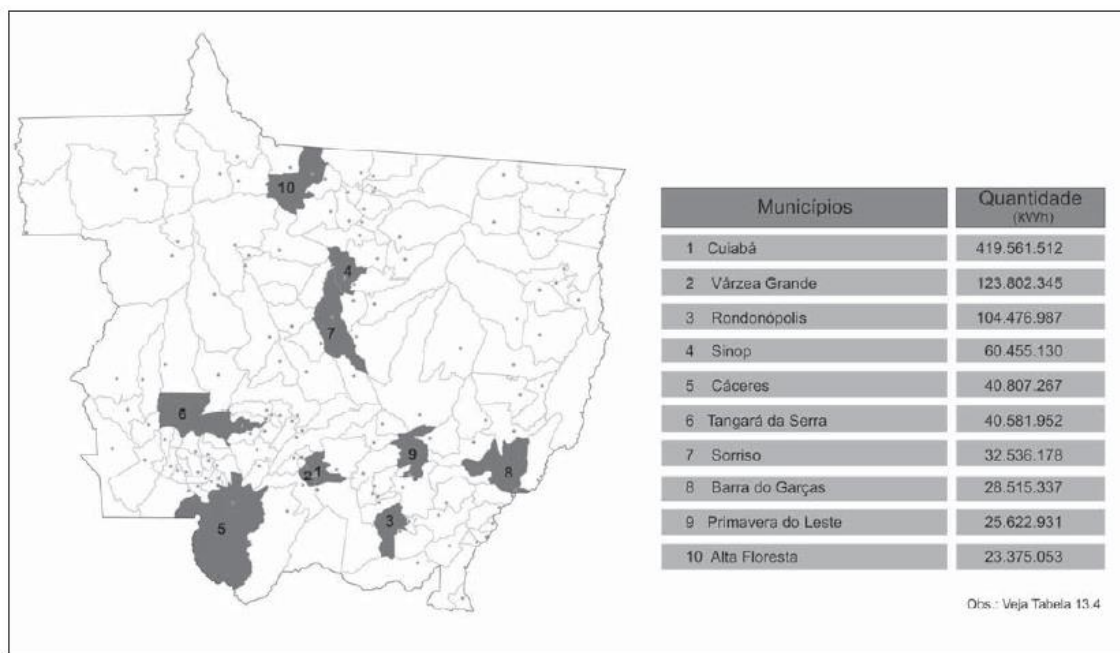 10
4
7
6
9
8
2 1
3
5
Municípios Quantidade
(kWh)
1 Cuiabá 419.561.512
2 Várzea Grande 123.802.345
3 Rondonópolis 104.476.987
4 Sinop 60.455.130
5 Cáceres 40.807.267
6 Tangará da Serra 40.581.952
7 Sorriso 32.536.178
8 Barra do Garças 28.515.337
9 Primavera do Leste 25.622.931
10 Alta Floresta 23.375.053
Obs.: Veja Tabela 13.4